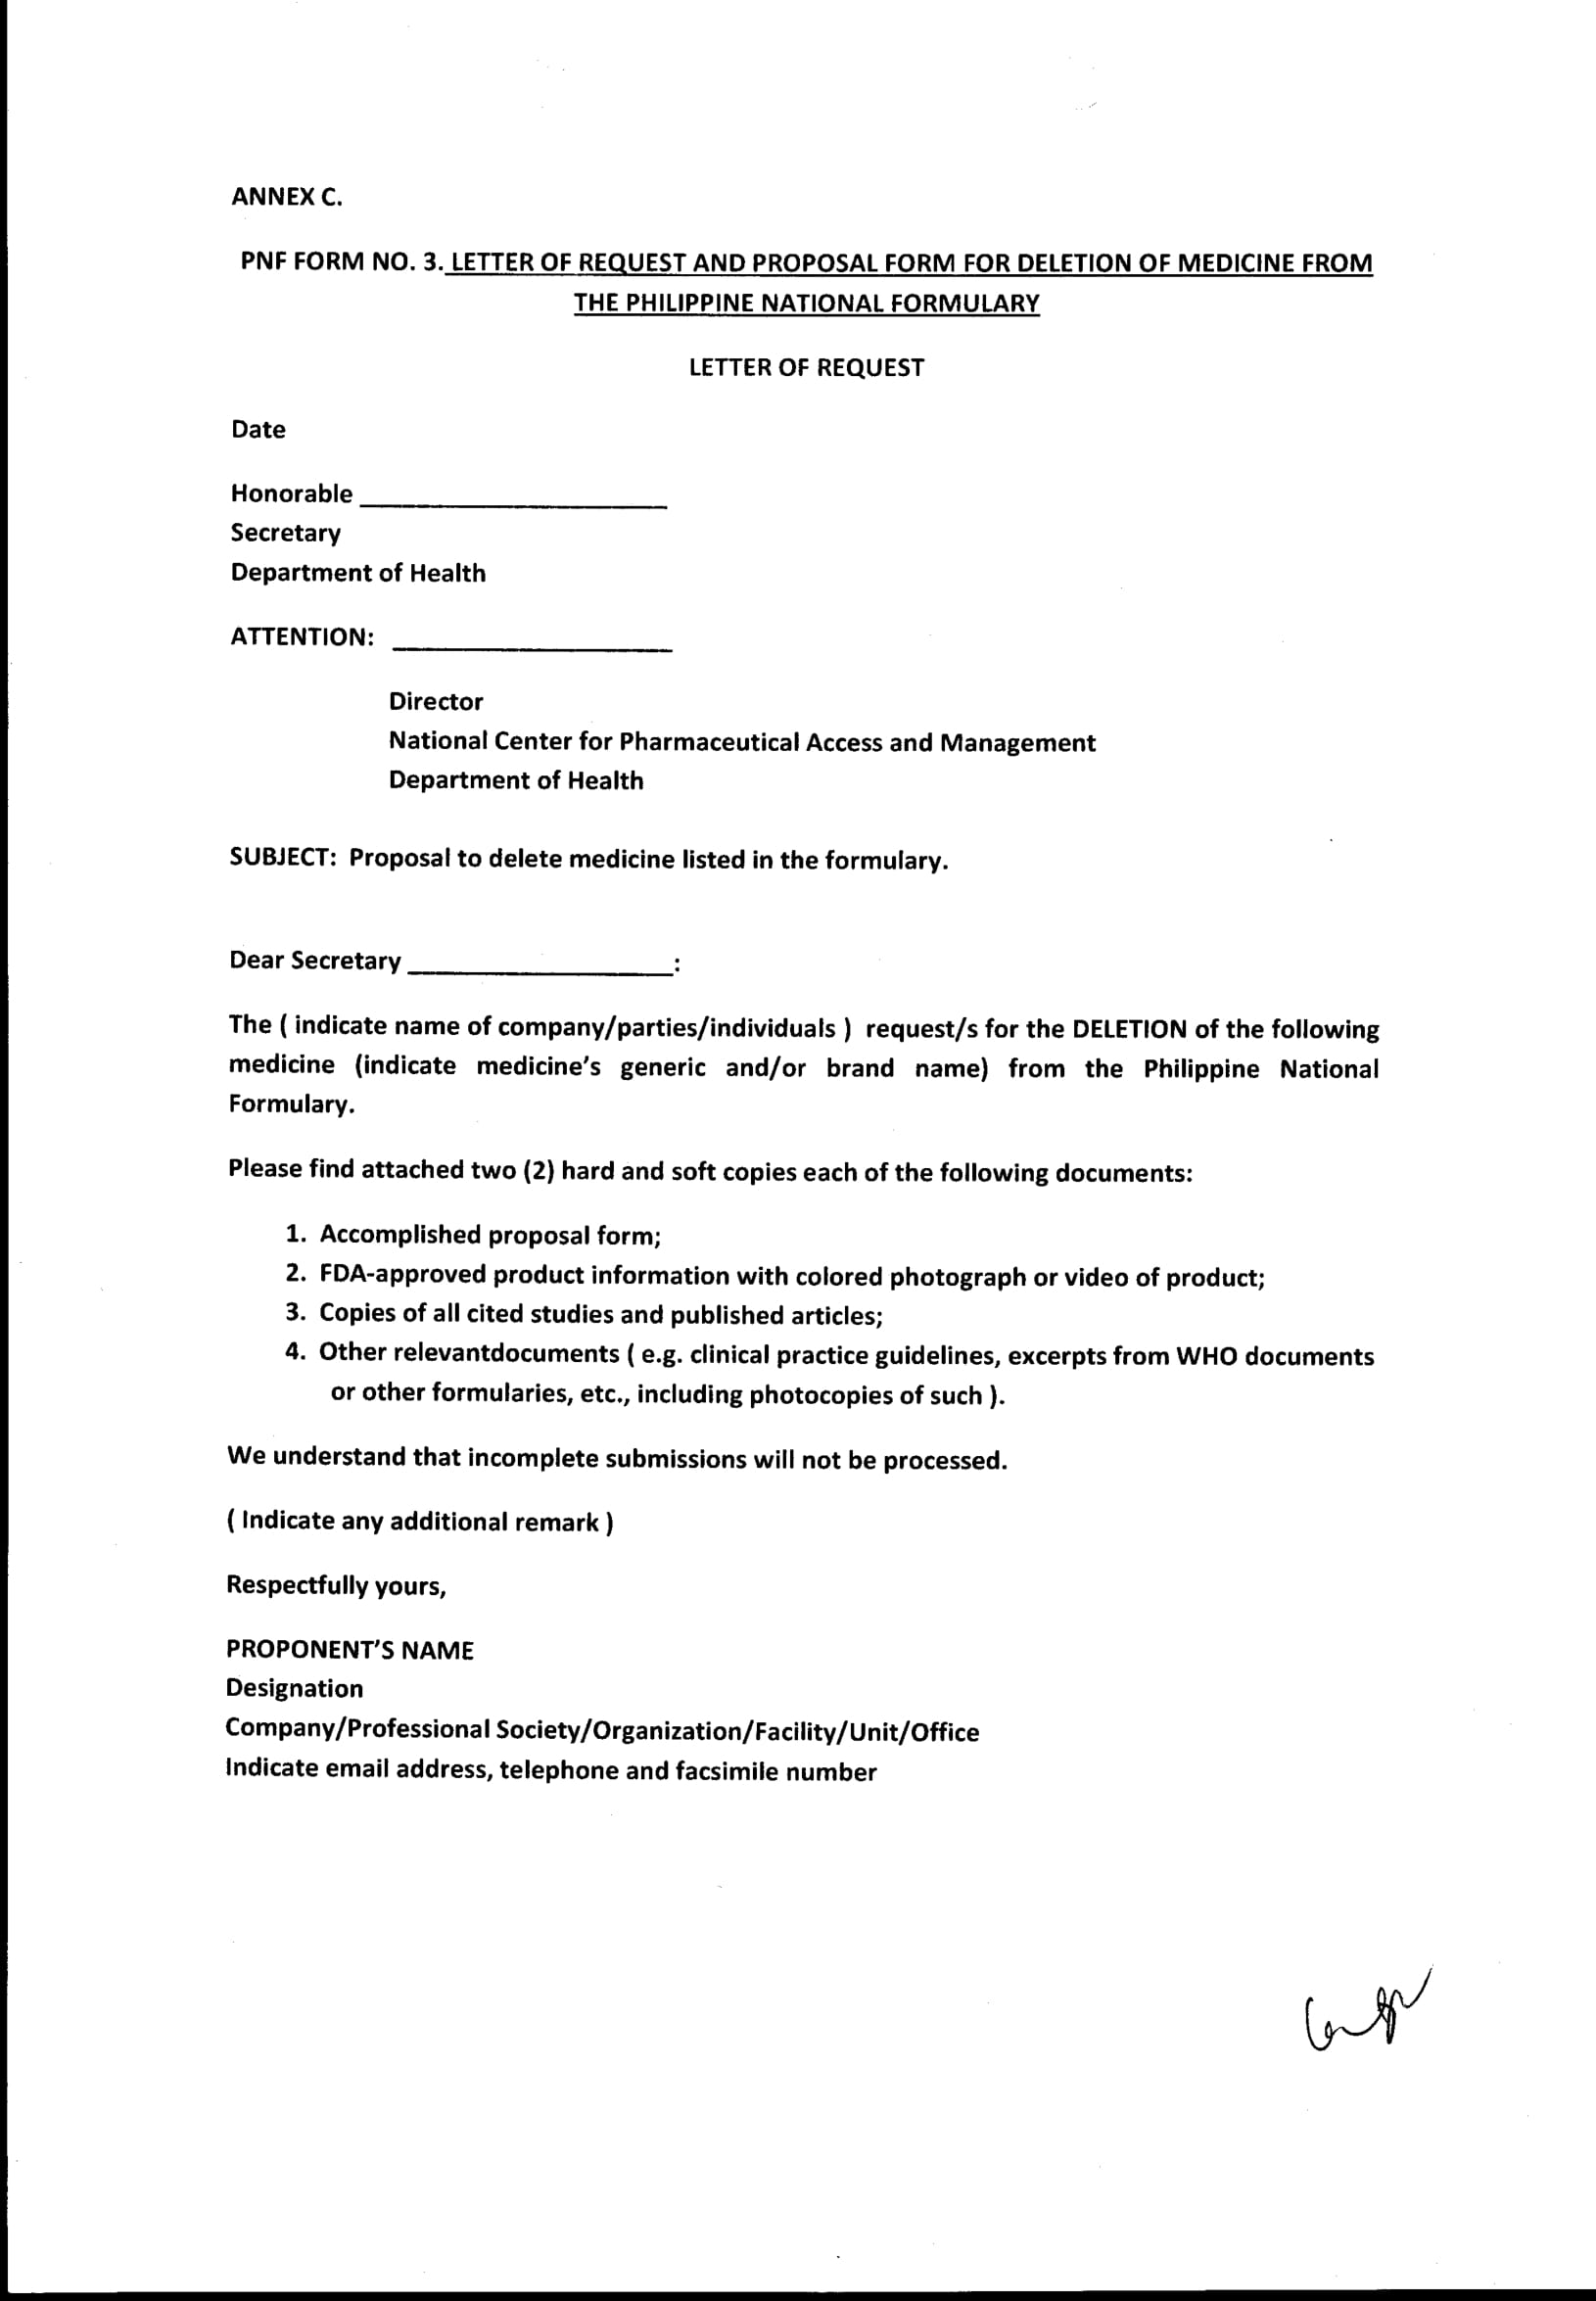 ANNEX C.
PNF FORM NO. 3. LETTER OF REQUEST AND PROPOSAL FORM FOR DELETION OF MEDICINE FROM
THE PHILIPPINE NATIONAL FORMULARY
LETTER OF REQUEST
Date
Honorable ____________________
Secretary
Department of Health
ATTENTION: ____________________
Director
National Center for Pharmaceutical Access and Management
Department of Health
SUBJECT: Proposal to delete medicine listed in the formulary.
Dear Secretary ____________________:
The ( indicate name of company/parties/individuals ) request/s for the DELETION of the following
medicine (indicate medicine's generic and/or brand name) from the Philippine National
Formulary.
Please find attached two (2) hard and soft copies each of the following documents:
1. Accomplished proposal form;
2. FDA-approved product information with colored photograph or video of product;
3. Copies of all cited studies and published articles;
4. Other relevantdocuments ( e.g. clinical practice guidelines, excerpts from WHO documents
or other formularies, etc., including photocopies of such ).
We understand that incomplete submissions will not be processed.
( Indicate any additional remark )
Respectfully yours,
PROPONENT'S NAME
Designation
Company/Professional Society/Organization/Facility/Unit/Office
Indicate email address, telephone and facsimile number